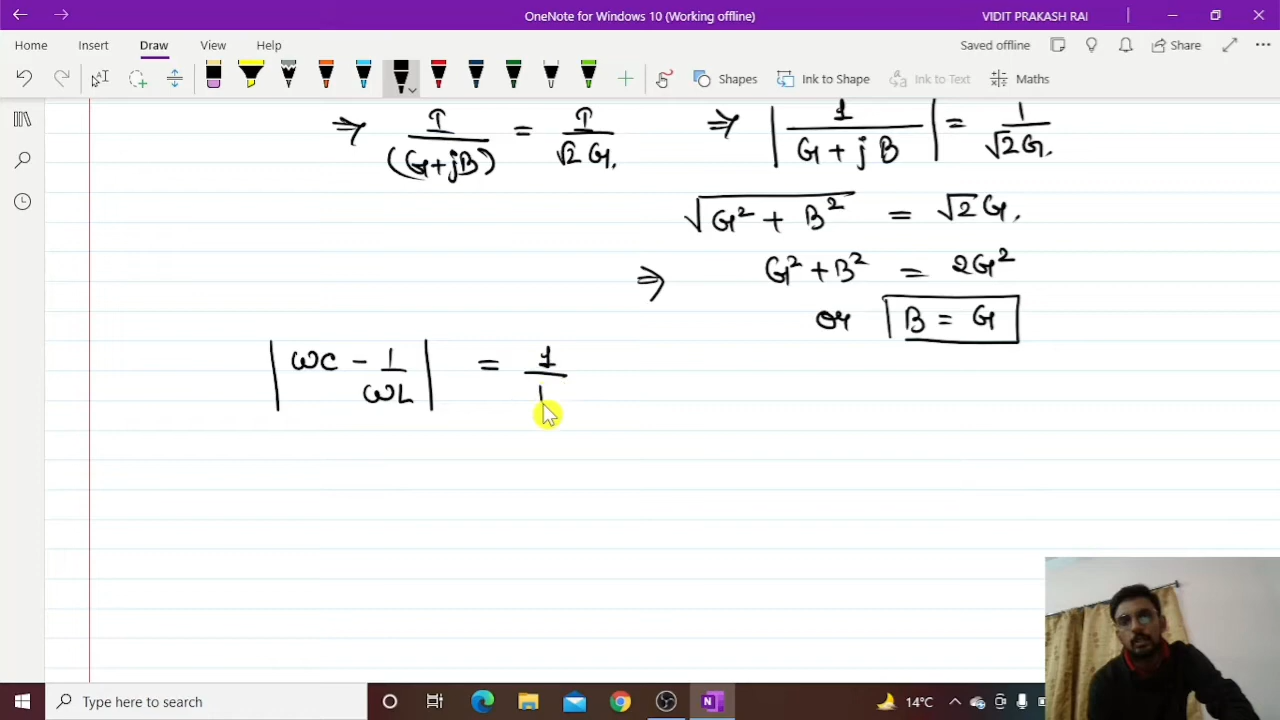 OneNote for Windows 10 (Working offline)
VIDIT PRAKASH RAI
Home Insert Draw View Help
Saved offline
Share
Shapes
Ink to Shape
Ink to Text
Maths
⇒ I/(G+jB) = I/√2 G.
⇒ |1/(G + jB)| = 1/√2G.
√(G² + B²) = √2 G.
⇒ G² + B² = 2G²
or B = G
|ωC - 1/ωL| = 1/
Type here to search
14°C